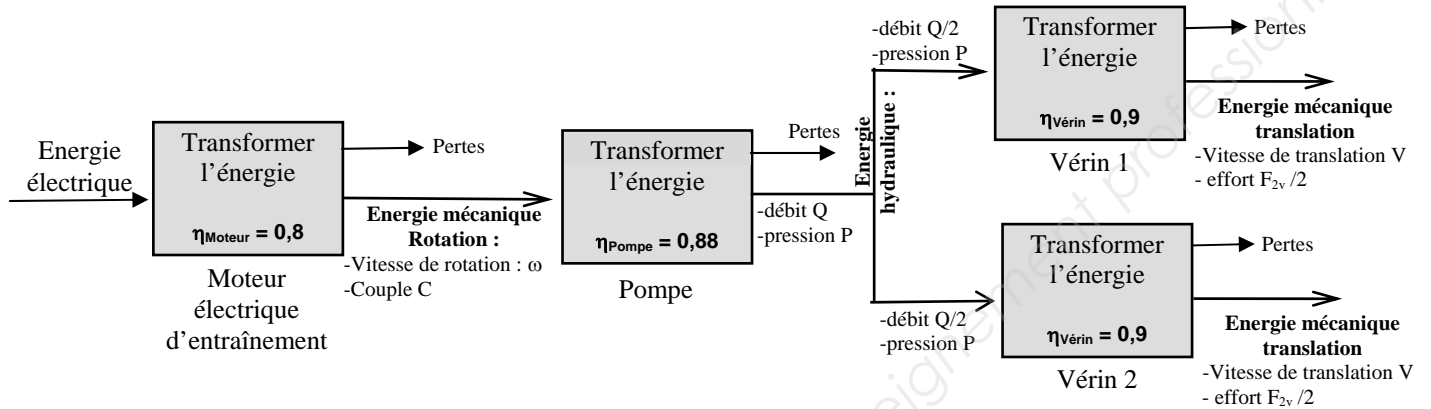 Energie
électrique
Transformer
l’énergie
ηMoteur = 0,8
Moteur
électrique
d’entraînement
Pertes
Energie mécanique
Rotation :
-Vitesse de rotation : ω
-Couple C
Transformer
l’énergie
ηPompe = 0,88
Pompe
Pertes
-débit Q
-pression P
Energie
hydraulique :
-débit Q/2
-pression P
Transformer
l’énergie
ηVérin = 0,9
Vérin 1
Pertes
Energie mécanique
translation
-Vitesse de translation V
- effort F2v /2
-débit Q/2
-pression P
Transformer
l’énergie
ηVérin = 0,9
Vérin 2
Pertes
Energie mécanique
translation
-Vitesse de translation V
- effort F2v /2